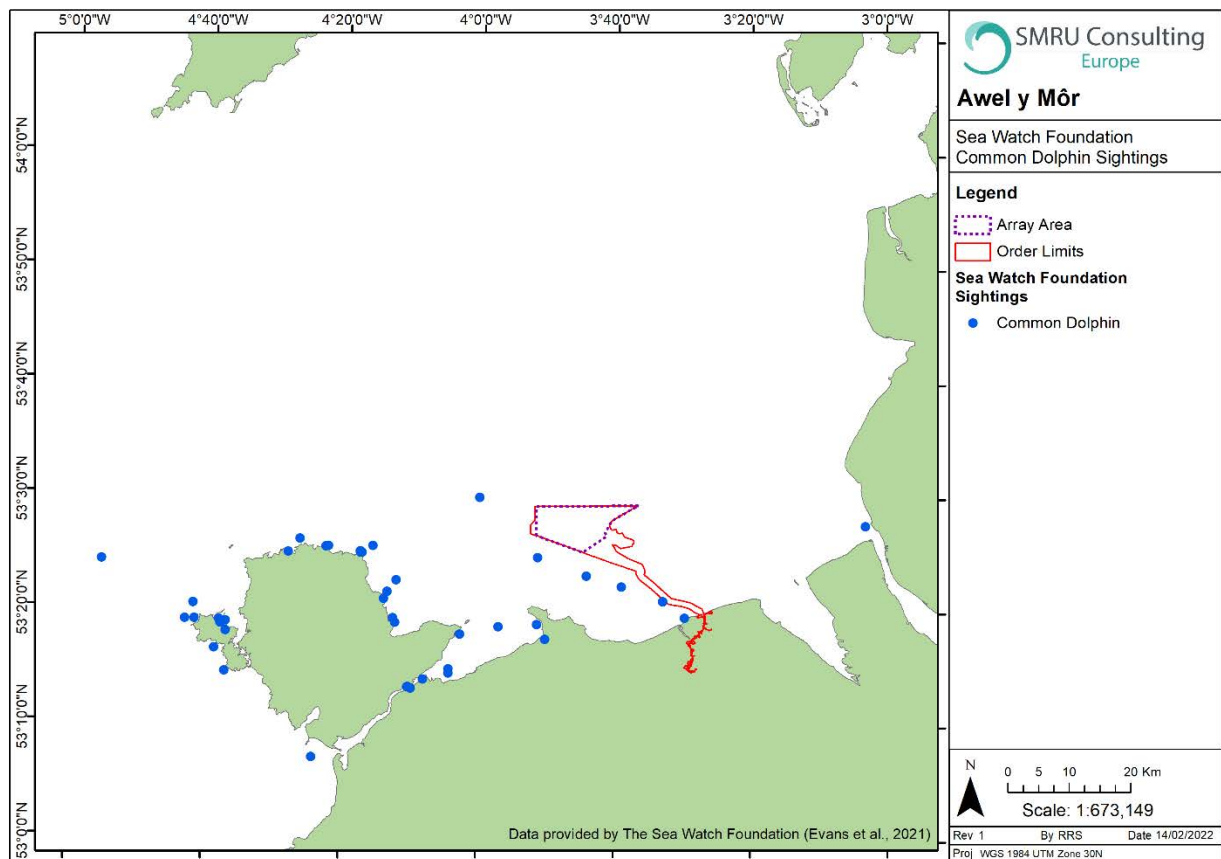 5°0'0"W 4°40'0"W 4°20'0"W 4°0'0"W 3°40'0"W 3°20'0"W 3°0'0"W
54°0'0"N
53°50'0"N
53°40'0"N
53°30'0"N
53°20'0"N
53°10'0"N
53°0'0"N
Data provided by The Sea Watch Foundation (Evans et al., 2021)
SMRU Consulting
Europe
Awel y Môr
Sea Watch Foundation
Common Dolphin Sightings
Legend
Array Area
Order Limits
Sea Watch Foundation
Sightings
Common Dolphin
N
0 5 10 20 Km
Scale: 1:673,149
Rev 1 By RRS Date 14/02/2022
Proj WGS 1984 UTM Zone 30N